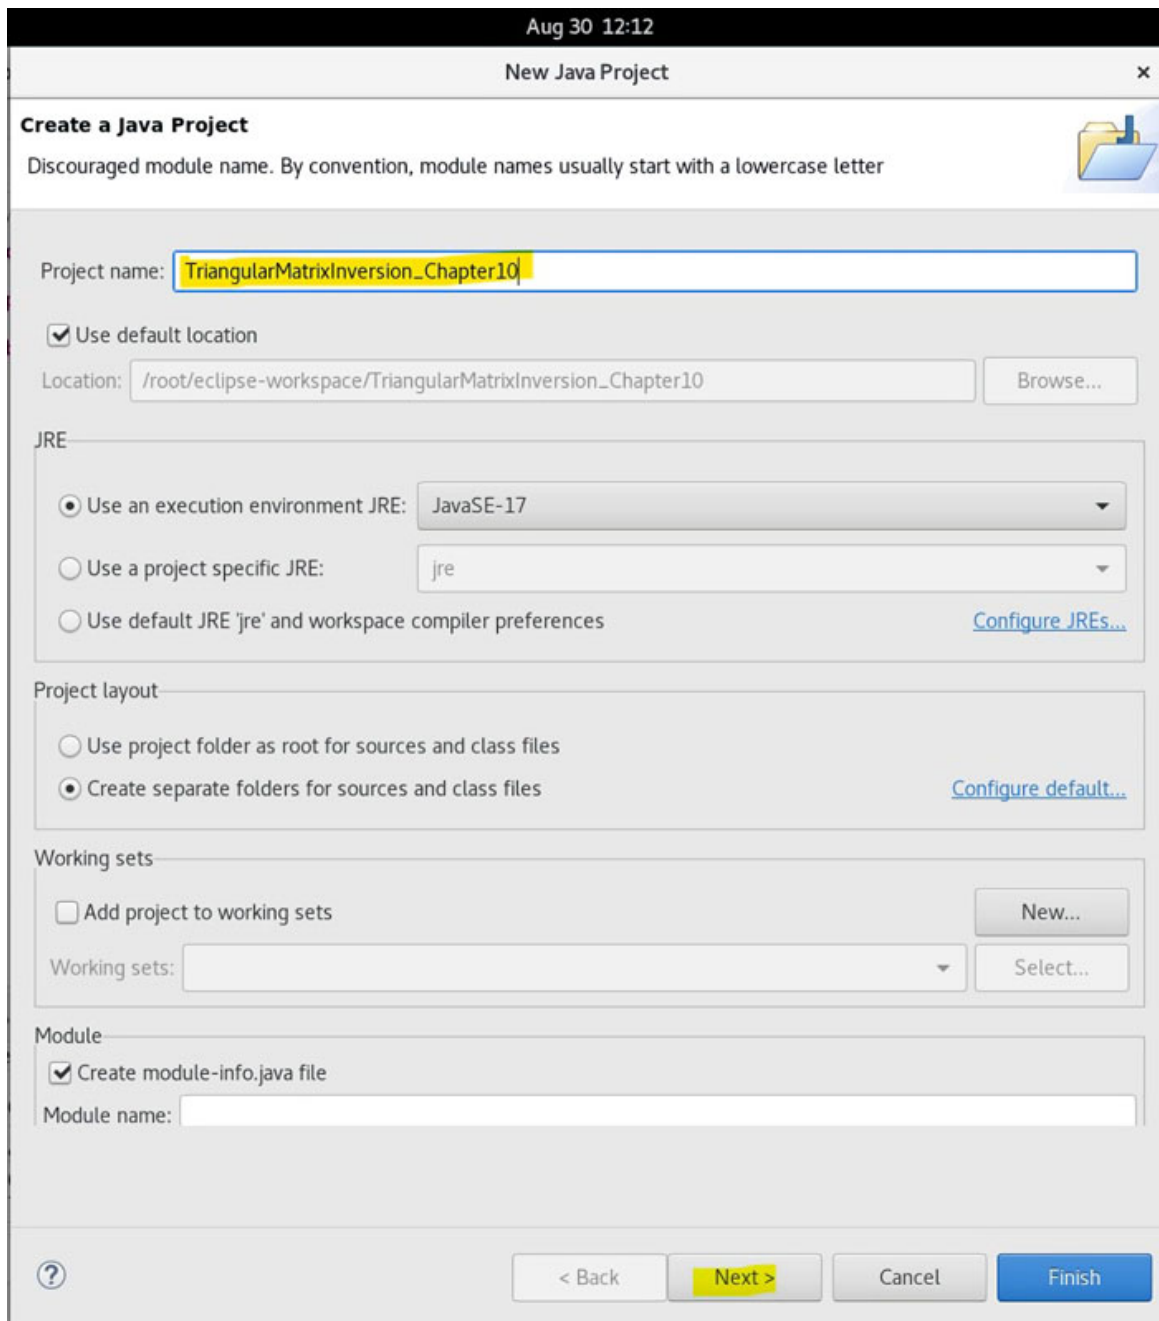 Aug 30 12:12
New Java Project ×
Create a Java Project
Discouraged module name. By convention, module names usually start with a lowercase letter
Project name: TriangularMatrixInversion_Chapter10
Use default location
Location: /root/eclipse-workspace/TriangularMatrixInversion_Chapter10 Browse...
JRE
Use an execution environment JRE: JavaSE-17
Use a project specific JRE: jre
Use default JRE 'jre' and workspace compiler preferences Configure JREs...
Project layout
Use project folder as root for sources and class files
Create separate folders for sources and class files Configure default...
Working sets
Add project to working sets New...
Working sets: Select...
Module
Create module-info.java file
Module name:
? < Back Next > Cancel Finish